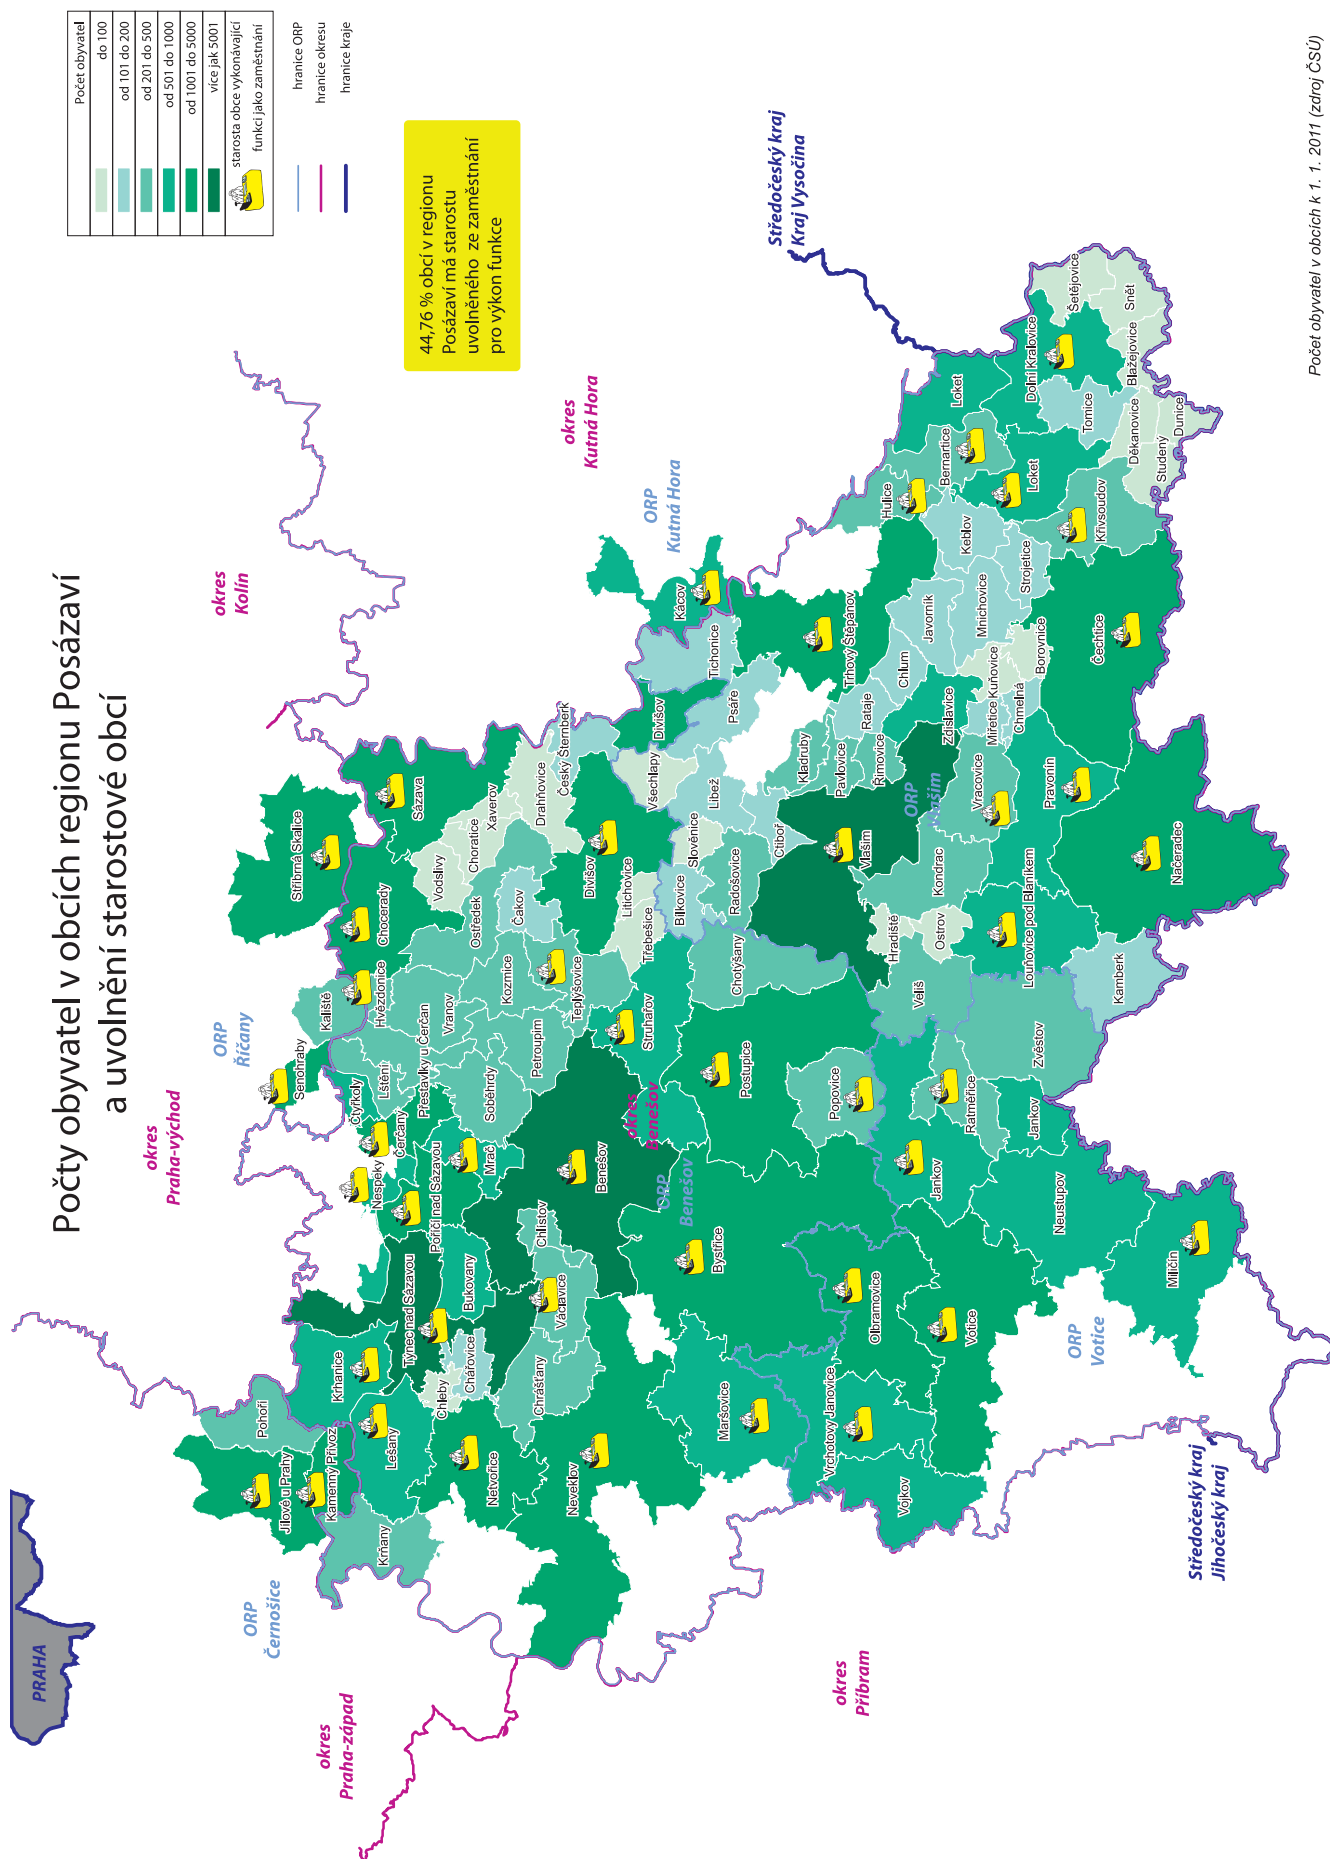 Počty obyvatel v obcích regionu Posázaví
a uvolnění starostové obcí
Počet obyvatel
do 100
od 101 do 200
od 201 do 500
od 501 do 1000
od 1001 do 5000
více jak 5001
starosta obce vykonávající
funkci jako zaměstnání
hranice ORP
hranice okresu
hranice kraje
44,76 % obcí v regionu
Posázaví má starostu
uvolněného ze zaměstnání
pro výkon funkce
PRAHA
okres
Praha-západ
ORP
Černošice
okres
Praha-východ
ORP
Říčany
okres
Kolín
okres
Kutná Hora
ORP
Kutná Hora
Středočeský kraj
Kraj Vysočina
okres
Příbram
Středočeský kraj
Jihočeský kraj
ORP
Votice
okres
Benešov
ORP
Benešov
ORP
Vlašim
Jílové u Prahy
Pohoří
Kamenný Přívoz
Krňany
Krhanice
Lešany
Týnec nad Sázavou
Chleby
Chářovice
Bukovany
Netvořice
Chrášťany
Václavice
Chlístov
Neveklov
Nespeky
Čerčany
Poříčí nad Sázavou
Mrač
Čtyřkoly
Senohraby
Lštění
Přestavlky u Čerčan
Soběhrdy
Petroupim
Kaliště
Hvězdonice
Vranov
Kozmice
Teplýšovice
Chocerady
Stříbrná Skalice
Sázava
Vodslivy
Choratice
Xaverov
Ostředek
Čakov
Drahňovice
Český Šternberk
Divišov
Divišov
Litichovice
Třebešice
Struhařov
Benešov
Bystřice
Postupice
Popovice
Chotýšany
Maršovice
Vrchotovy Janovice
Vojkov
Olbramovice
Votice
Jankov
Jankov
Ratměřice
Neustupov
Miličín
Zvěstov
Veliš
Kamberk
Louňovice pod Blaníkem
Hradiště
Ostrov
Kondrac
Vlašim
Bílkovice
Slověnice
Radošovice
Ctiboř
Libež
Všechlapy
Psáře
Tichonice
Kácov
Trhový Štěpánov
Kladruby
Pavlovice
Římovice
Rataje
Chlum
Zdislavice
Javorník
Mnichovice
Keblov
Strojetice
Vracovice
Miřetice
Kuňovice
Chmelná
Borovnice
Pravonín
Načeradec
Čechtice
Křivsoudov
Hulice
Bernartice
Loket
Loket
Dolní Kralovice
Tomice
Děkanovice
Studený
Dunice
Blažejovice
Snět
Šetějovice
Počet obyvatel v obcích k 1. 1. 2011 (zdroj ČSÚ)